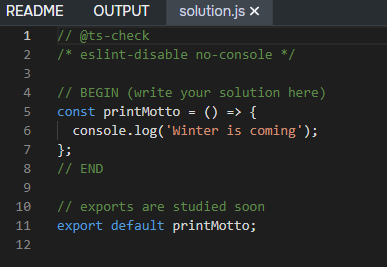 README OUTPUT solution.js ×
1 // @ts-check
2 /* eslint-disable no-console */
3
4 // BEGIN (write your solution here)
5 const printMotto = () => {
6 console.log('Winter is coming');
7 };
8 // END
9
10 // exports are studied soon
11 export default printMotto;
12